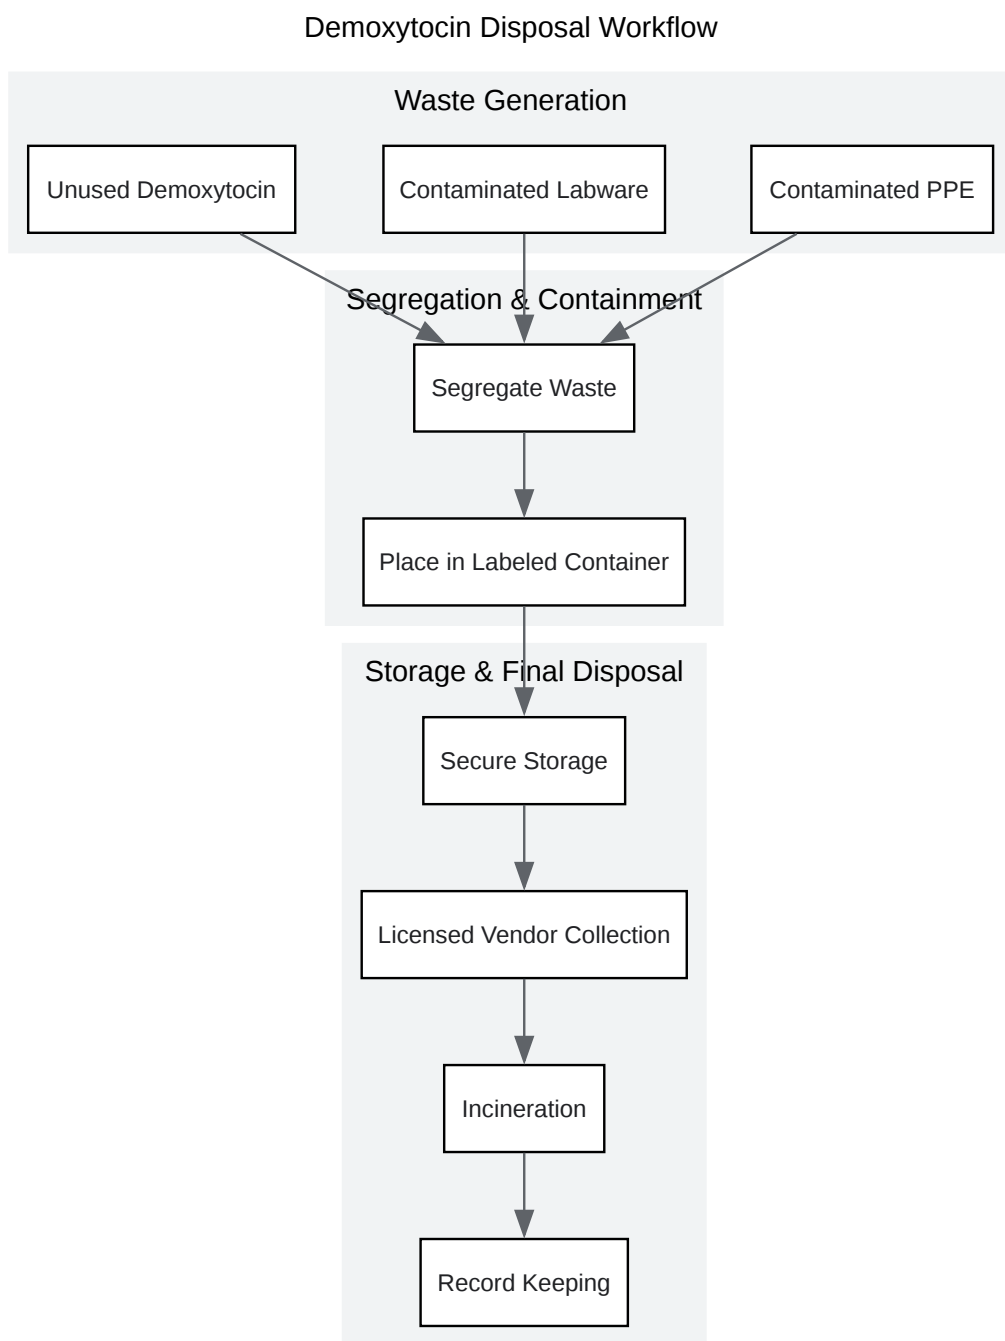 Demoxytocin Disposal Workflow
Waste Generation
Unused Demoxytocin
Contaminated Labware
Contaminated PPE
Segregation & Containment
Segregate Waste
Place in Labeled Container
Storage & Final Disposal
Secure Storage
Licensed Vendor Collection
Incineration
Record Keeping